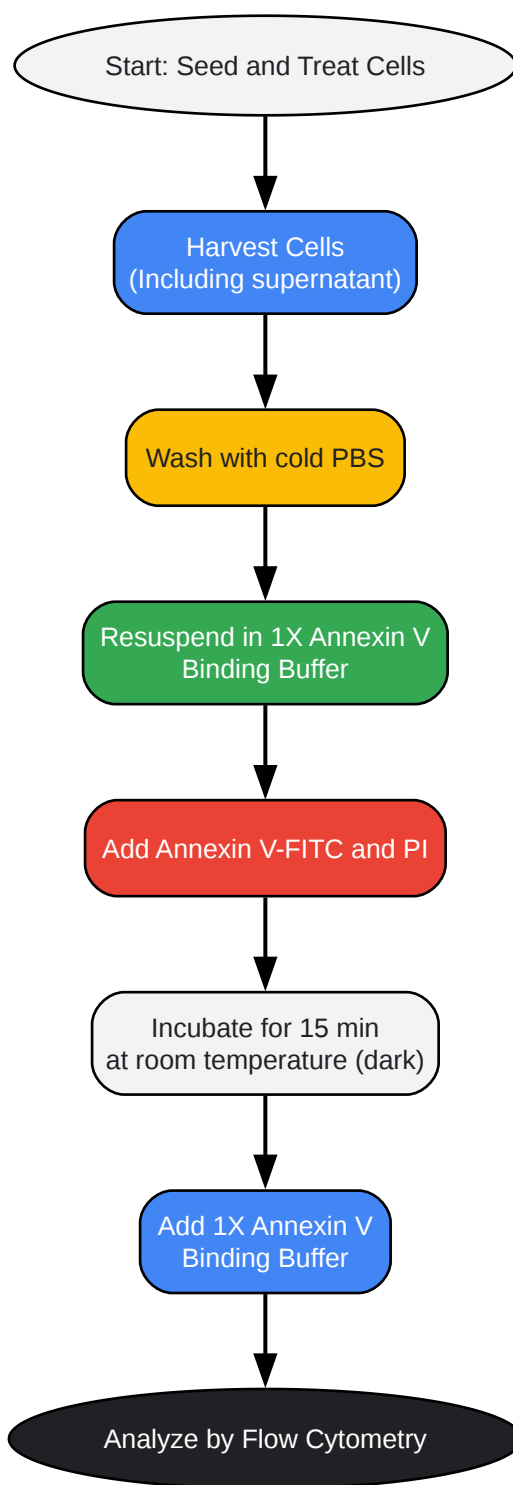 Start: Seed and Treat Cells
Harvest Cells
(Including supernatant)
Wash with cold PBS
Resuspend in 1X Annexin V
Binding Buffer
Add Annexin V-FITC and PI
Incubate for 15 min
at room temperature (dark)
Add 1X Annexin V
Binding Buffer
Analyze by Flow Cytometry